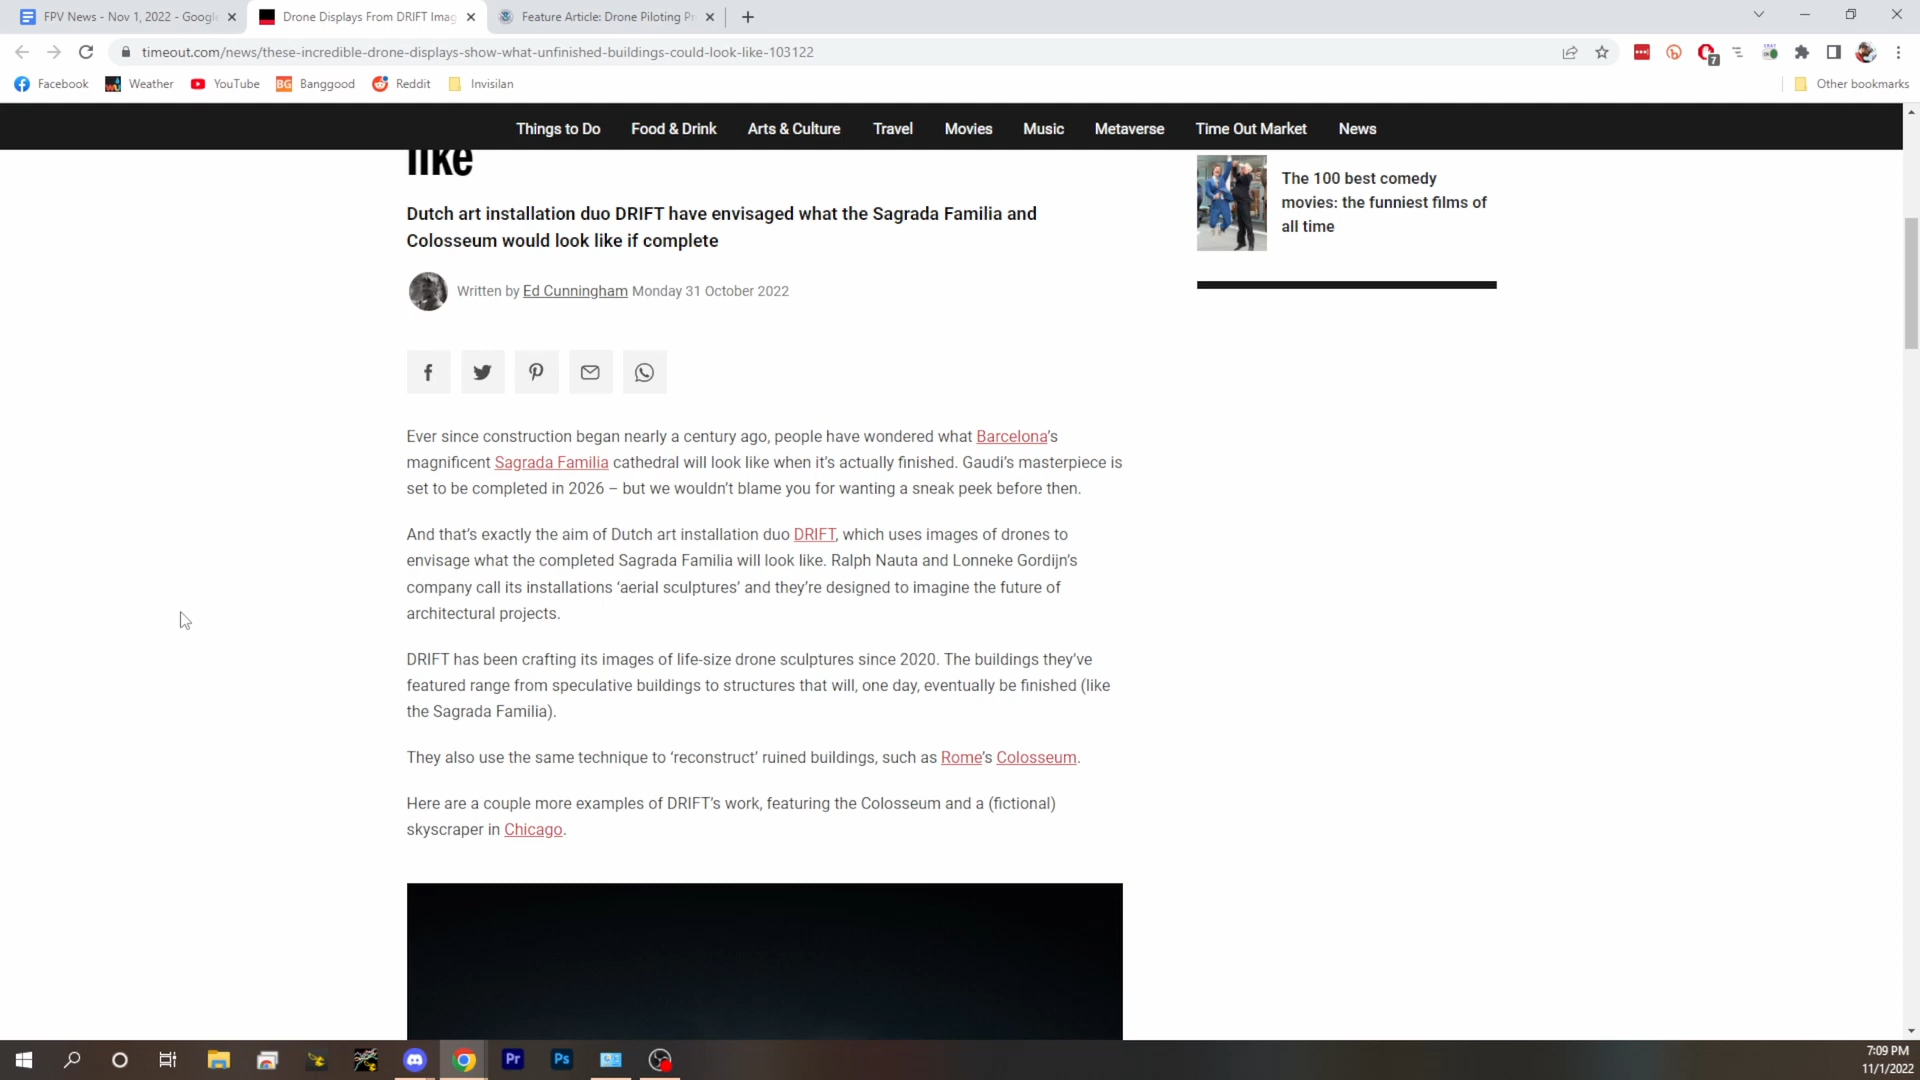 FPV News - Nov 1, 2022 - Google
Drone Displays From DRIFT Imag
Feature Article: Drone Piloting Pr
timeout.com/news/these-incredible-drone-displays-show-what-unfinished-buildings-could-look-like-103122
7
Facebook
Weather
YouTube
BG Banggood
Reddit
Invisilan
Other bookmarks
Things to Do
Food & Drink
Arts & Culture
Travel
Movies
Music
Metaverse
Time Out Market
News
like
Dutch art installation duo DRIFT have envisaged what the Sagrada Familia and
Colosseum would look like if complete
Written by Ed Cunningham Monday 31 October 2022
The 100 best comedy
movies: the funniest films of
all time
Ever since construction began nearly a century ago, people have wondered what Barcelona's
magnificent Sagrada Familia cathedral will look like when it's actually finished. Gaudi's masterpiece is
set to be completed in 2026 – but we wouldn't blame you for wanting a sneak peek before then.
And that's exactly the aim of Dutch art installation duo DRIFT, which uses images of drones to
envisage what the completed Sagrada Familia will look like. Ralph Nauta and Lonneke Gordijn's
company call its installations ‘aerial sculptures’ and they're designed to imagine the future of
architectural projects.
DRIFT has been crafting its images of life-size drone sculptures since 2020. The buildings they've
featured range from speculative buildings to structures that will, one day, eventually be finished (like
the Sagrada Familia).
They also use the same technique to ‘reconstruct’ ruined buildings, such as Rome's Colosseum.
Here are a couple more examples of DRIFT's work, featuring the Colosseum and a (fictional)
skyscraper in Chicago.
Pr
Ps
7:09 PM
11/1/2022